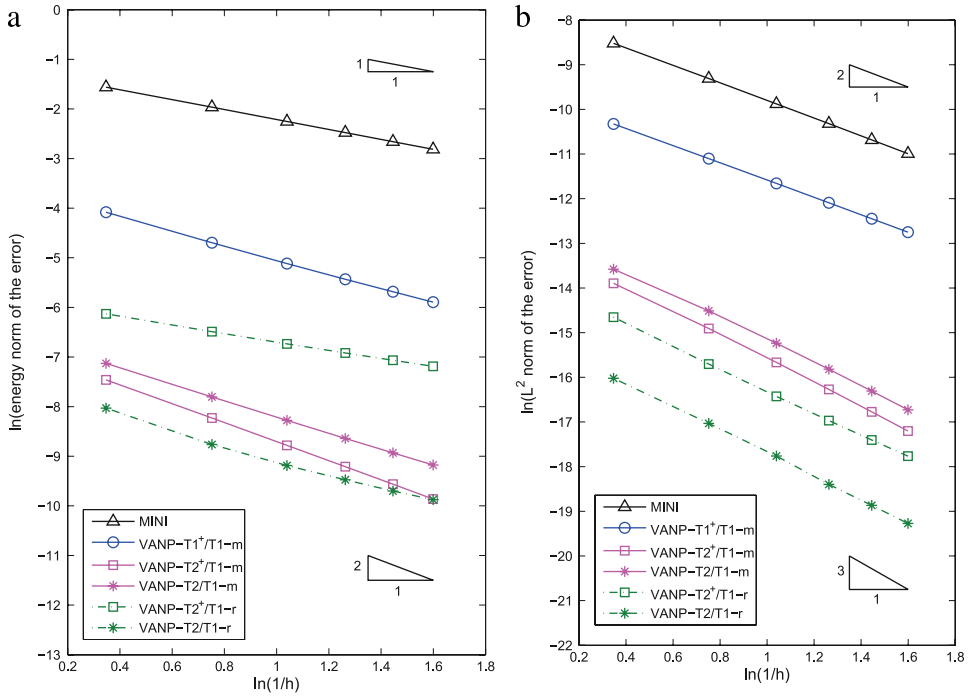 a
0
−1
−2
−3
−4
−5
−6
−7
−8
−9
−10
−11
−12
−13
ln(energy norm of the error)
1
1
2
1
MINI
VANP−T1⁺/T1−m
VANP−T2⁺/T1−m
VANP−T2/T1−m
VANP−T2⁺/T1−r
VANP−T2/T1−r
0.2 0.4 0.6 0.8 1 1.2 1.4 1.6 1.8
ln(1/h)
b
−8
−9
−10
−11
−12
−13
−14
−15
−16
−17
−18
−19
−20
−21
−22
ln(L² norm of the error)
2
1
3
1
MINI
VANP−T1⁺/T1−m
VANP−T2⁺/T1−m
VANP−T2/T1−m
VANP−T2⁺/T1−r
VANP−T2/T1−r
0.2 0.4 0.6 0.8 1 1.2 1.4 1.6 1.8
ln(1/h)